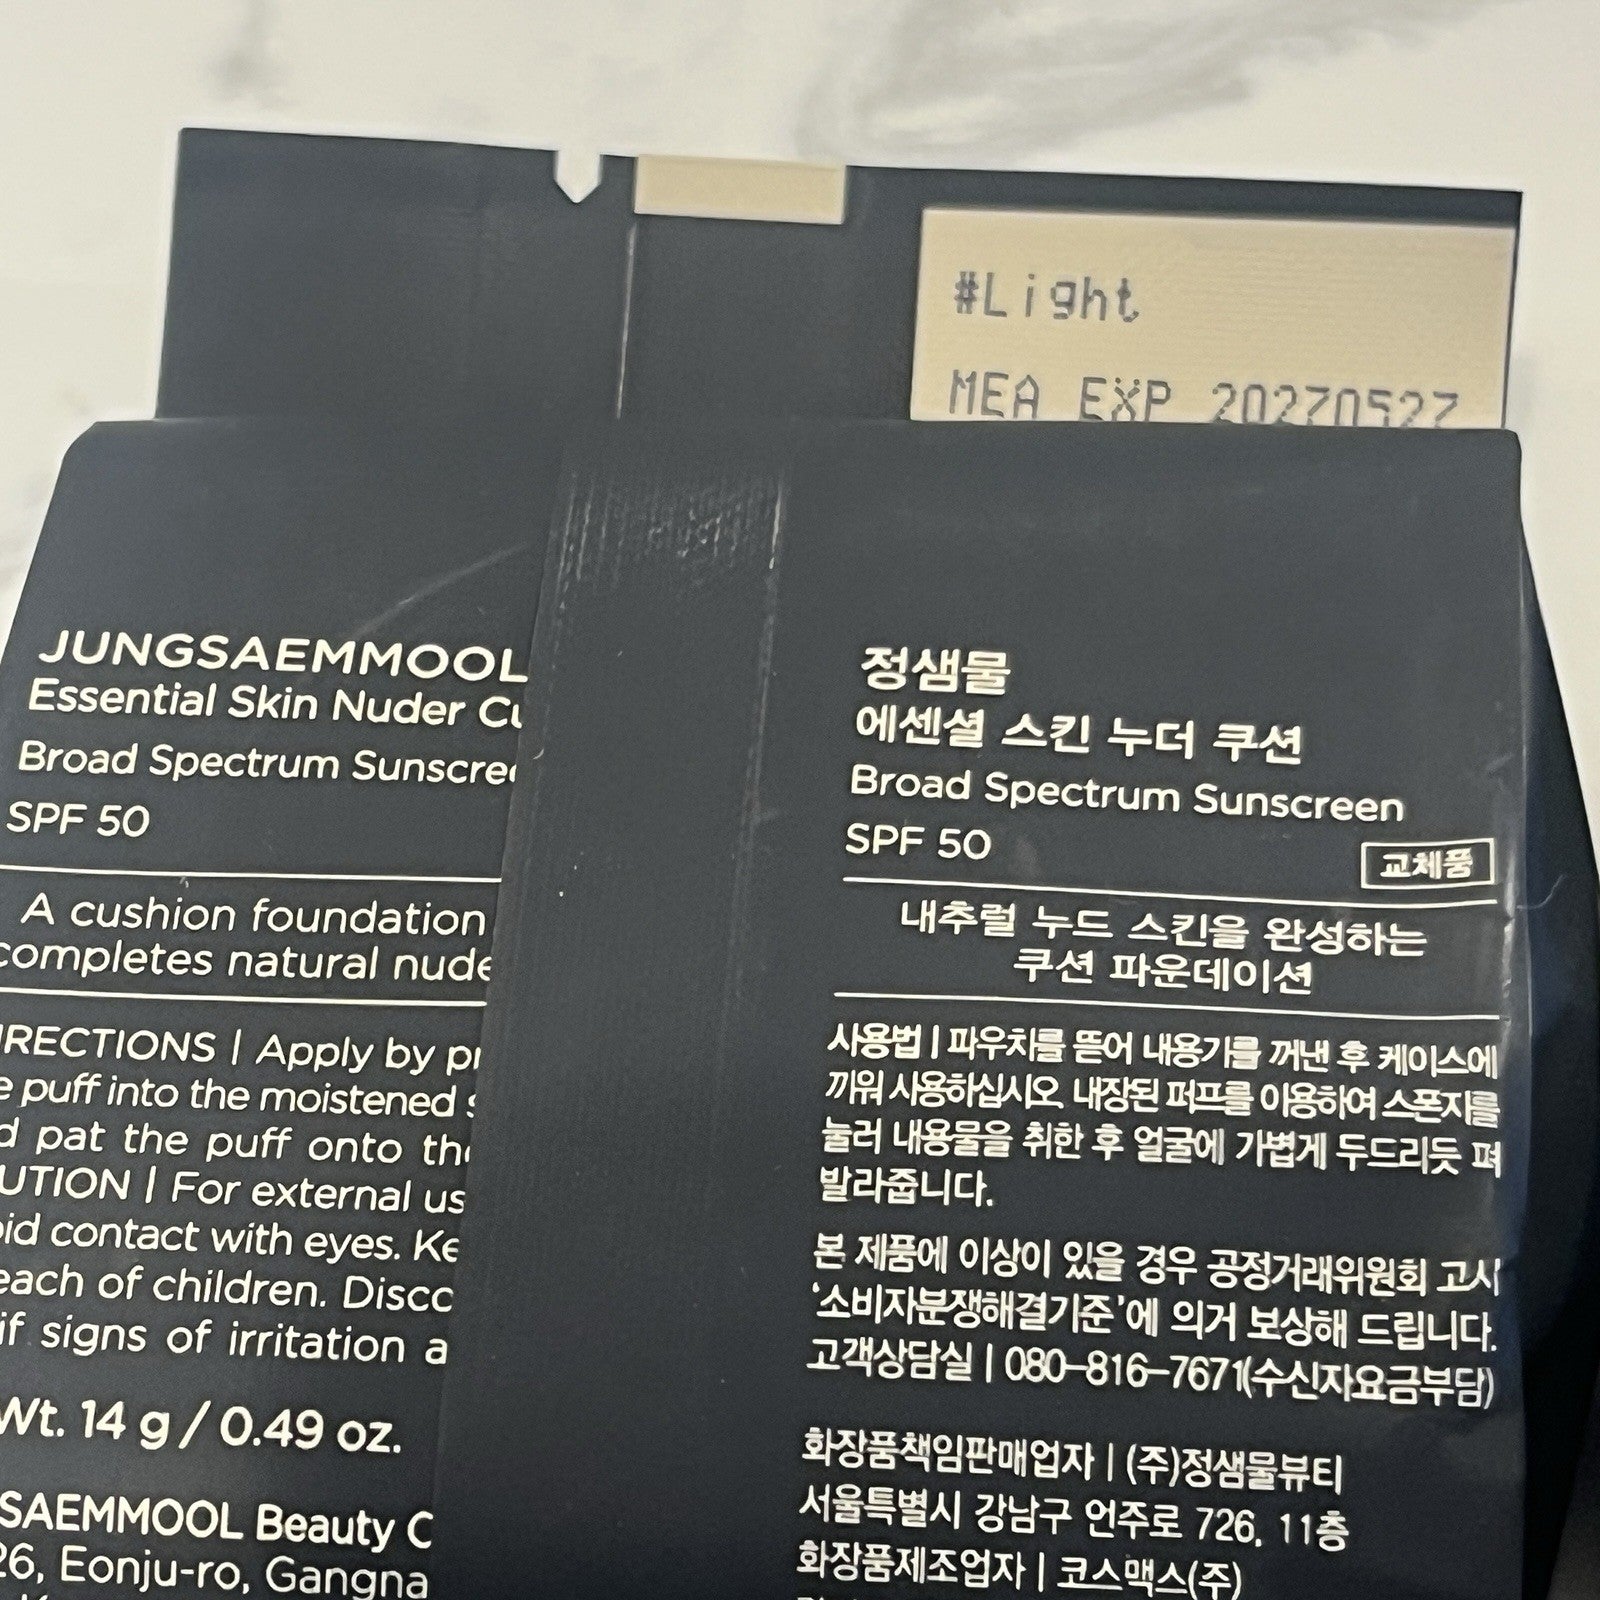 #Light
MEA EXP 20270527
JUNGSAEMMOOL
Essential Skin Nuder
Broad Spectrum
SPF 50
A cushion foundation
completes natural
| Apply by
puff into the moistened
pat the puff onto
| For external
contact with eyes.
of children.
if signs of irritation
Wt. 14 g / 0.49 oz.
Beauty
Eonju-ro,
정샘물
에센셜 스킨 누더 쿠션
Broad Spectrum Sunscreen
SPF 50
교체품
내추럴 누드 스킨을 완성하는
쿠션 파운데이션
사용법 | 파우치를 뜯어 내용기를 꺼낸 후 케이스에
끼워 사용하십시오. 내장된 퍼프를 이용하여 스폰지를
눌러 내용물을 취한 후 얼굴에 가볍게 두드리듯 펴
발라줍니다.
본 제품에 이상이 있을 경우 공정거래위원회 고시
'소비자분쟁해결기준'에 의거 보상해 드립니다.
고객상담실 | 080-816-7671(수신자요금부담)
화장품책임판매업자 | (주)정샘물뷰티
서울특별시 강남구 언주로 726, 11층
화장품제조업자 | 코스맥스(주)